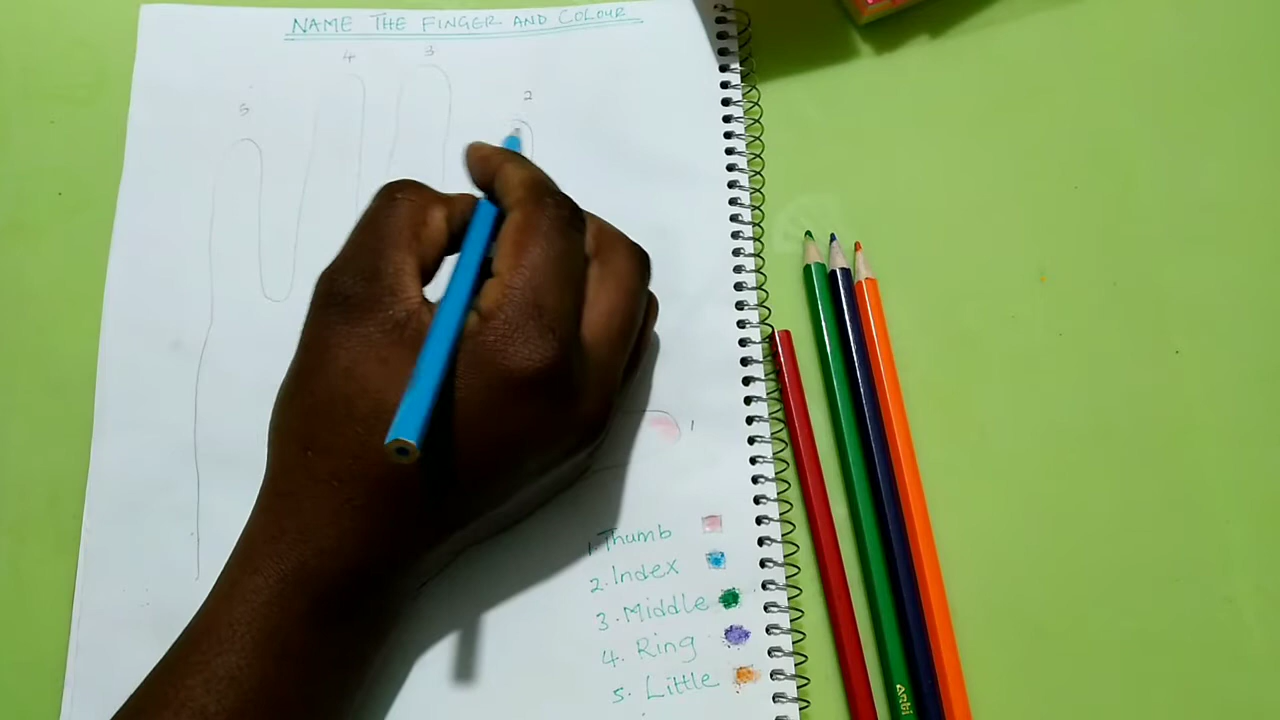 NAME THE FINGER AND COLOUR
5
4
3
2
1
1. Thumb
2. Index
3. Middle
4. Ring
5. Little
Arti